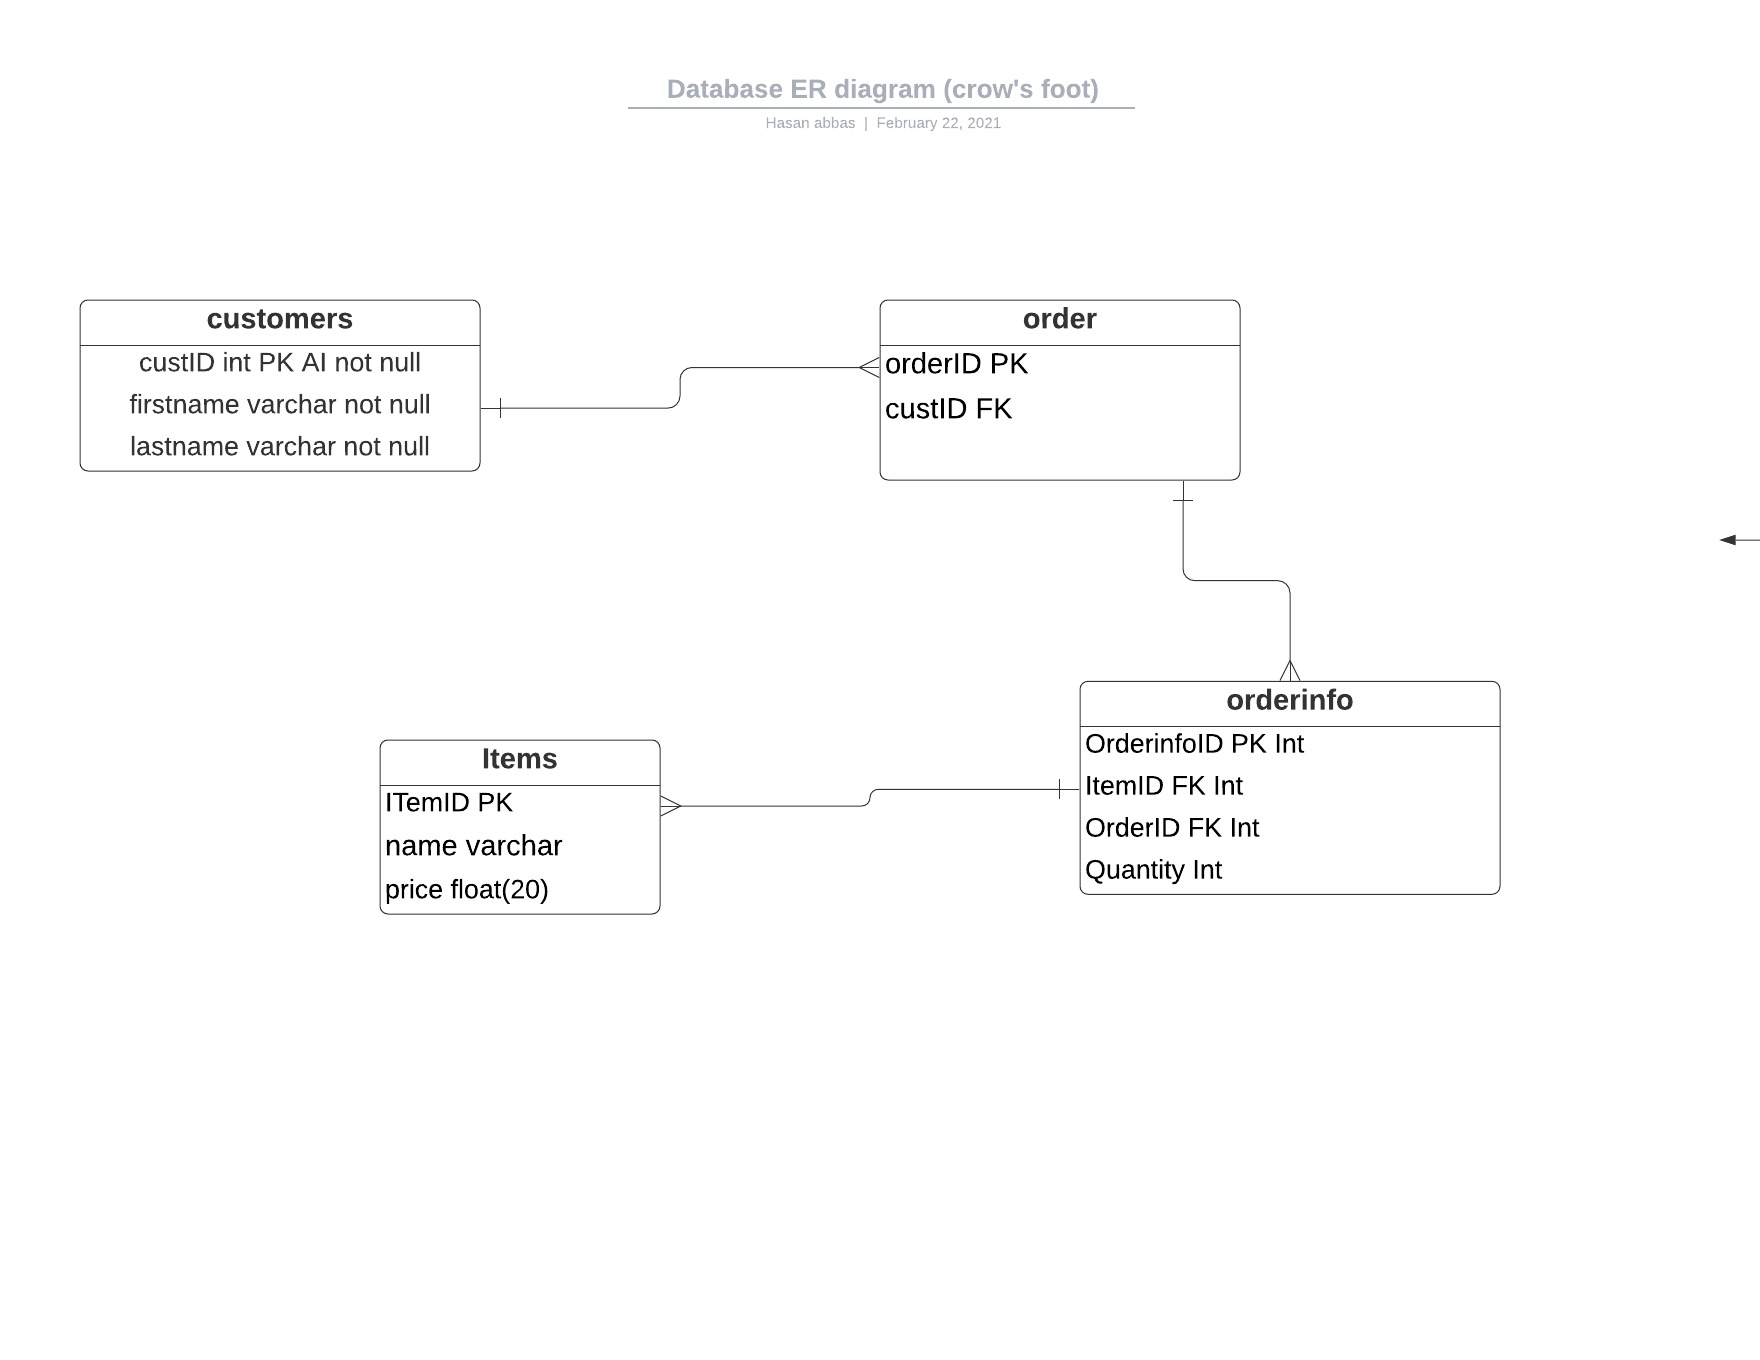 Database ER diagram (crow's foot)
Hasan abbas | February 22, 2021
customers
custID int PK AI not null
firstname varchar not null
lastname varchar not null
order
orderID PK
custID FK
orderinfo
OrderinfoID PK Int
ItemID FK Int
OrderID FK Int
Quantity Int
Items
ITemID PK
name varchar
price float(20)